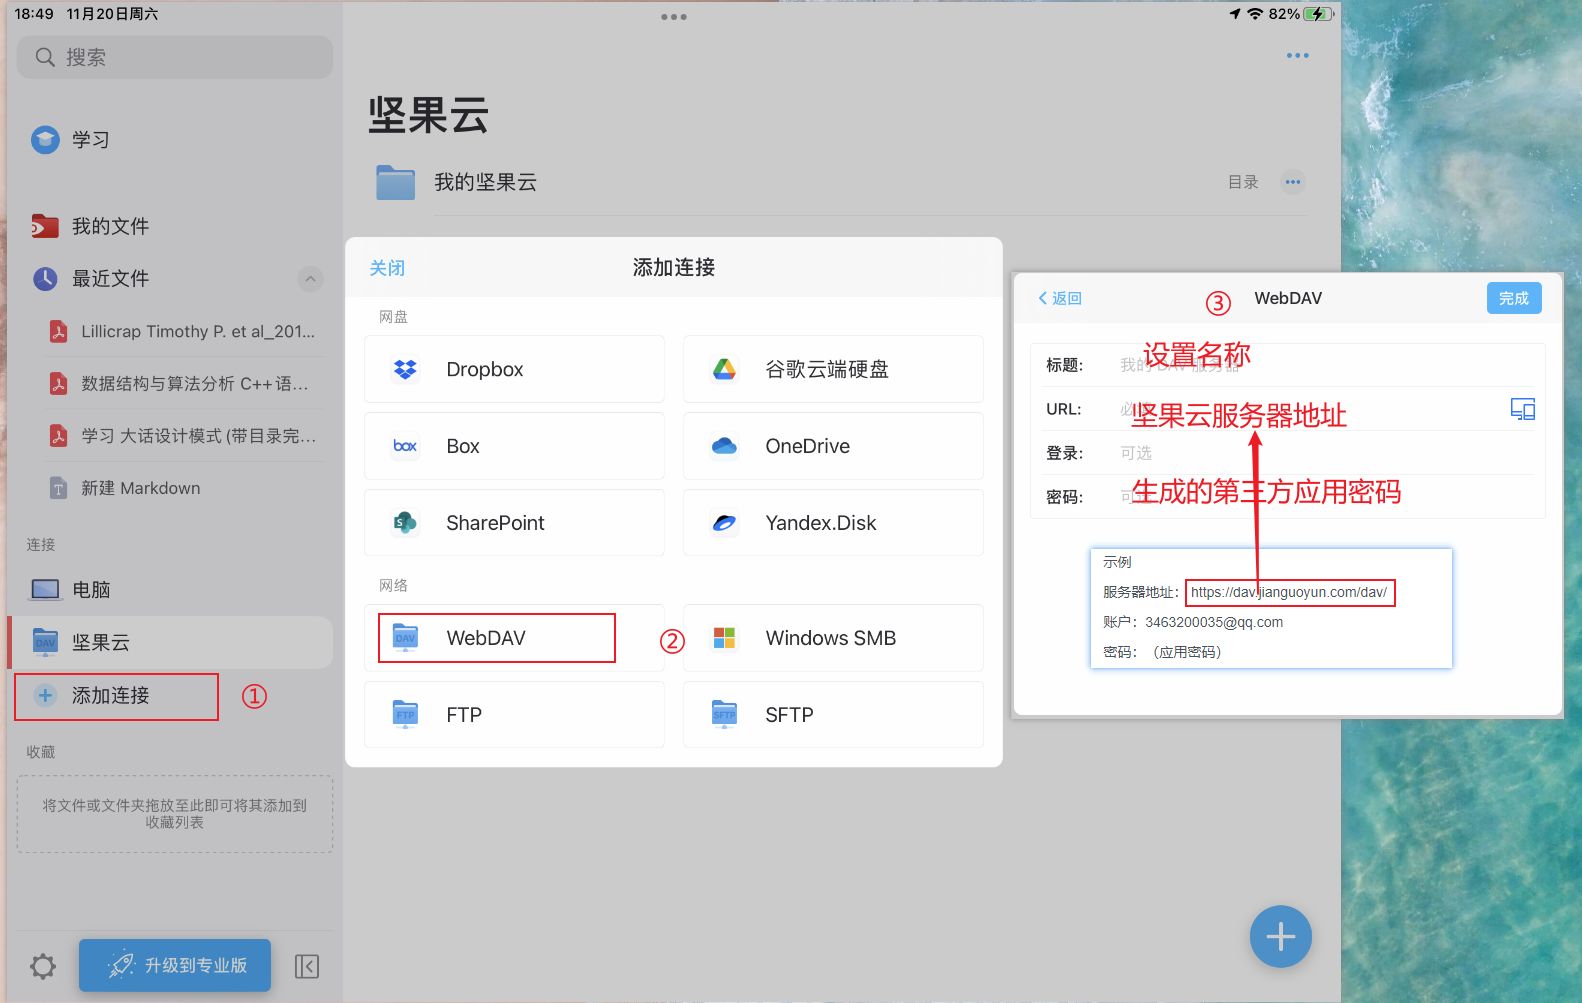 18:49 11月20日周六
82%
搜索
学习
我的文件
最近文件
Lillicrap Timothy P. et al_201...
数据结构与算法分析 C++语...
学习 大话设计模式 (带目录完...
新建 Markdown
连接
电脑
坚果云
添加连接
①
收藏
将文件或文件夹拖放至此即可将其添加到
收藏列表
升级到专业版
坚果云
我的坚果云
目录
关闭
添加连接
网盘
Dropbox
谷歌云端硬盘
box
Box
OneDrive
S
SharePoint
Yandex.Disk
网络
DAV
WebDAV
②
Windows SMB
FTP
FTP
SFTP
SFTP
返回
③
WebDAV
完成
标题:
设置名称
URL:
坚果云服务器地址
登录:
可选
密码:
生成的第三方应用密码
示例
服务器地址: https://dav.jianguoyun.com/dav/
账户: 3463200035@qq.com
密码: (应用密码)